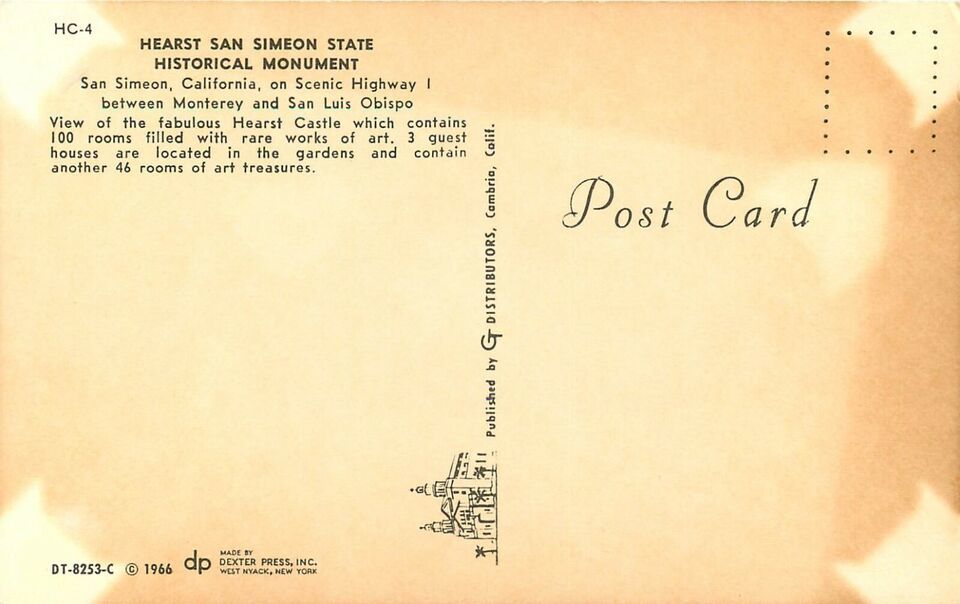 HC-4
HEARST SAN SIMEON STATE
HISTORICAL MONUMENT
San Simeon, California, on Scenic Highway 1
between Monterey and San Luis Obispo
View of the fabulous Hearst Castle which contains
100 rooms filled with rare works of art. 3 guest
houses are located in the gardens and contain
another 46 rooms of art treasures.
Published by GT DISTRIBUTORS, Cambria, Calif.
Post Card
DT-8253-C © 1966
dp
MADE BY
DEXTER PRESS, INC.
WEST NYACK, NEW YORK